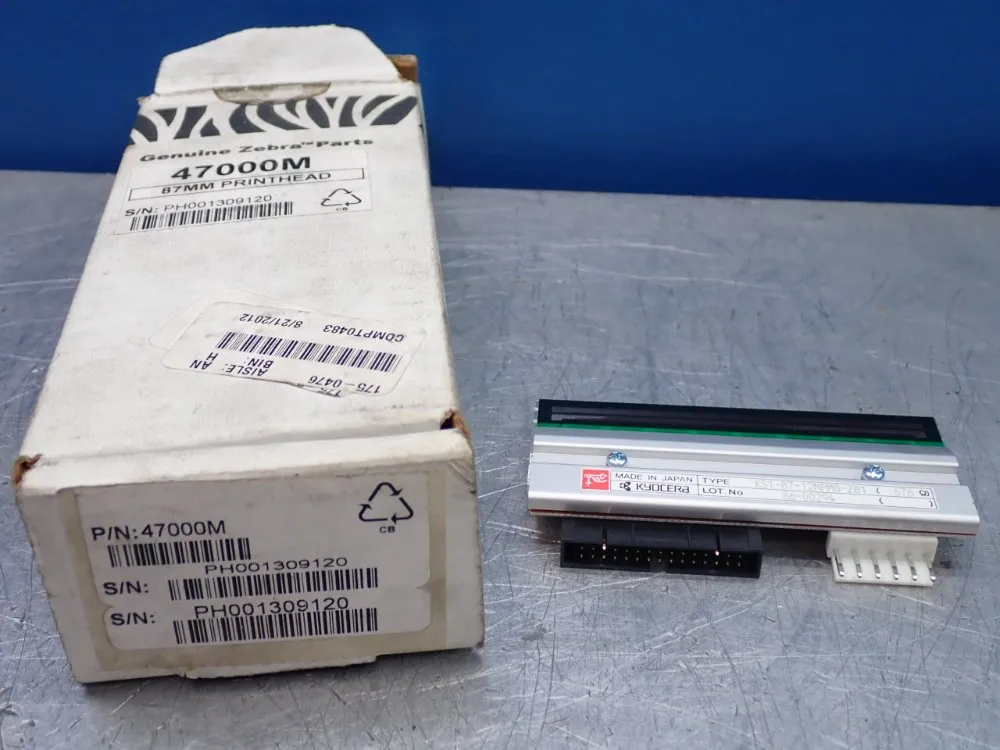 Genuine Zebra™ Parts
47000M
87MM PRINTHEAD
S/N: PH001309120
CB
COMPT0483 8/21/2012
AISLE: AN
BIN: H
175-0476
P/N: 47000M
CB
PH001309120
S/N:
PH001309120
S/N:
MADE IN JAPAN TYPE
KYOCERA LOT.No